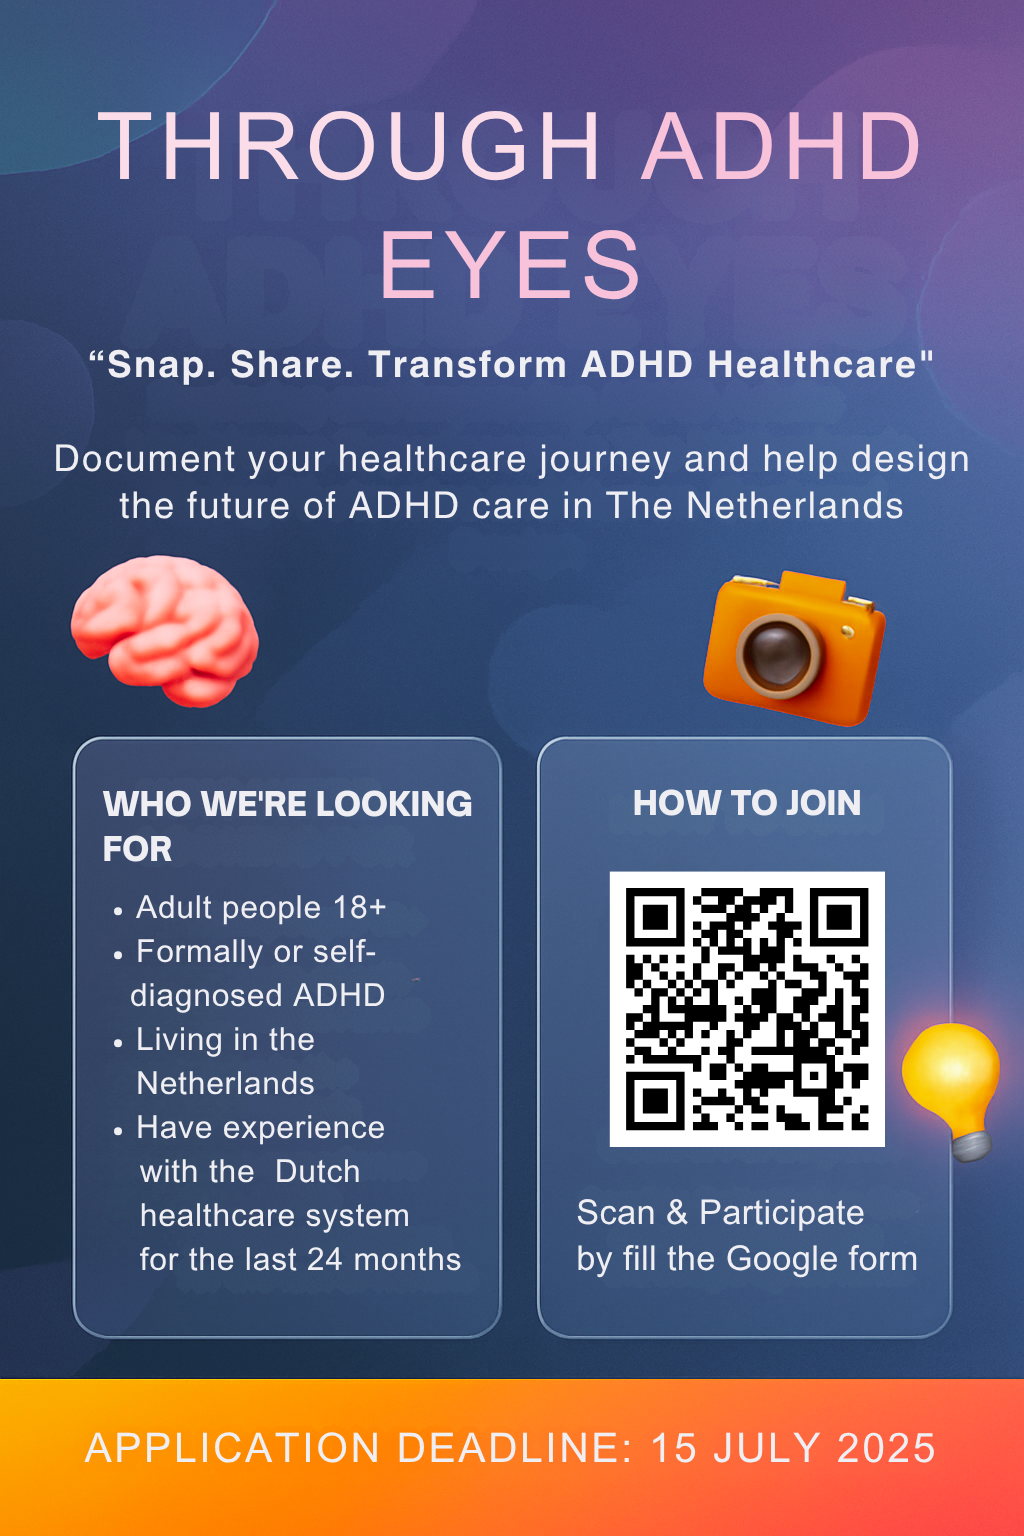 THROUGH ADHD
EYES
“Snap. Share. Transform ADHD Healthcare"
Document your healthcare journey and help design
the future of ADHD care in The Netherlands
WHO WE'RE LOOKING
FOR
• Adult people 18+
• Formally or self-
diagnosed ADHD
• Living in the
Netherlands
• Have experience
with the  Dutch
healthcare system
for the last 24 months
HOW TO JOIN
Scan & Participate
by fill the Google form
APPLICATION DEADLINE: 15 JULY 2025